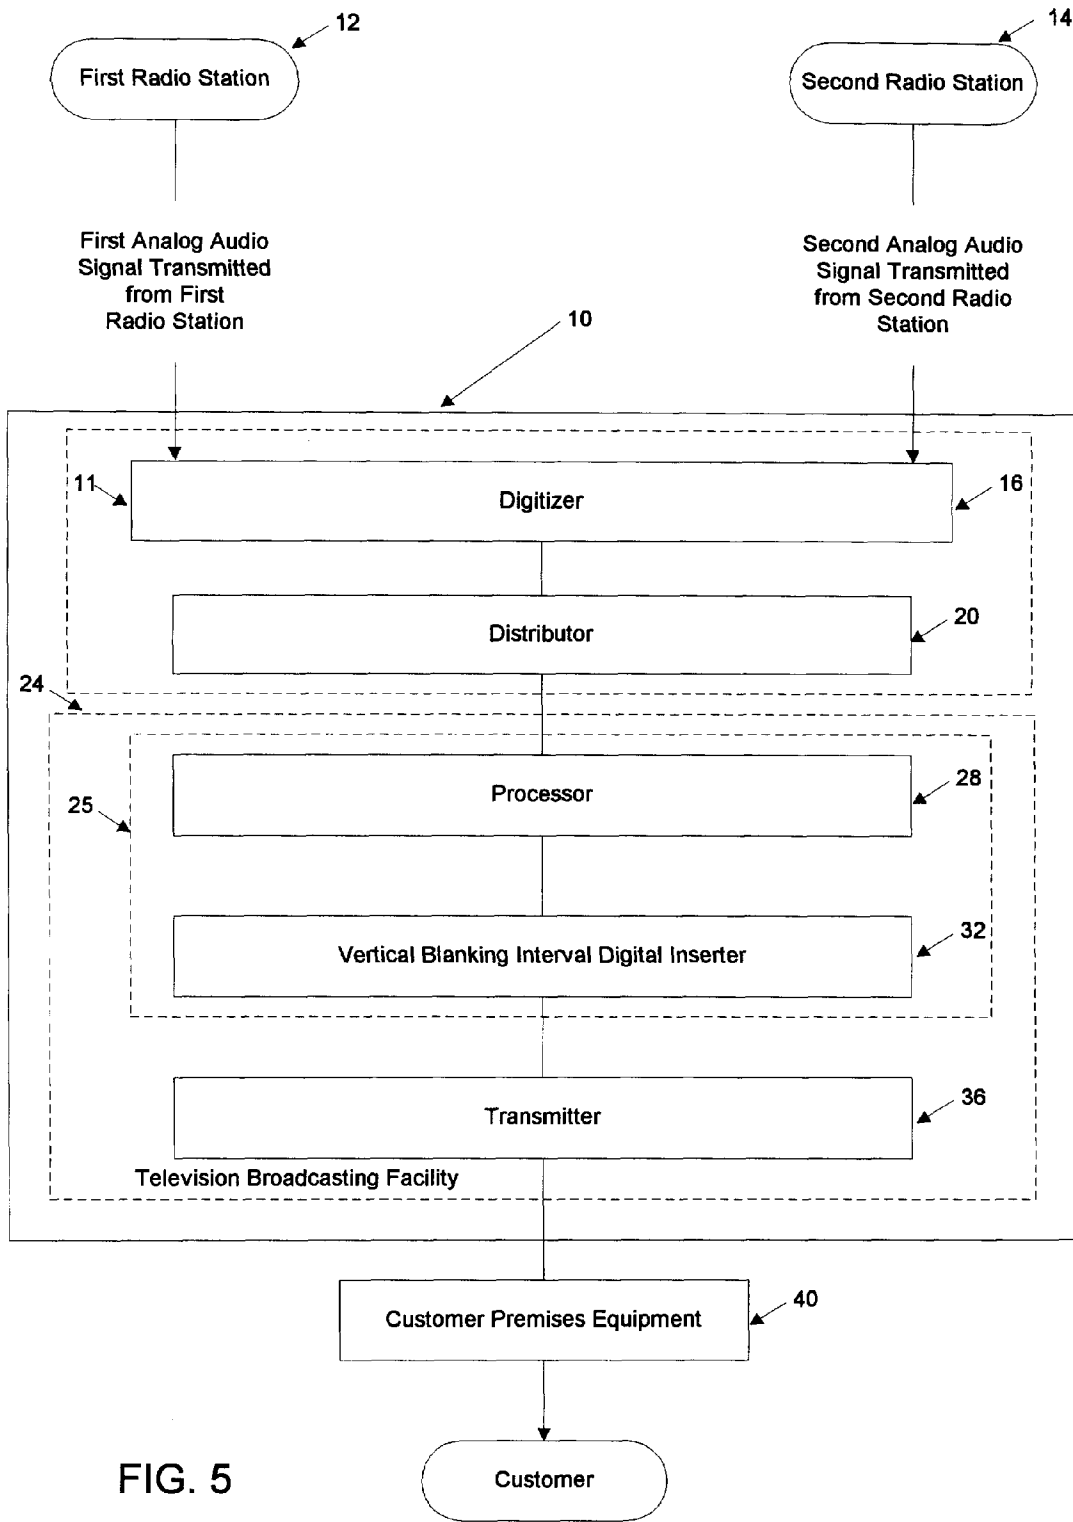 12
14
First Radio Station
Second Radio Station
First Analog Audio
Signal Transmitted
from First
Radio Station
Second Analog Audio
Signal Transmitted
from Second Radio
Station
10
11
Digitizer
16
Distributor
20
24
Processor
28
25
Vertical Blanking Interval Digital Inserter
32
Transmitter
36
Television Broadcasting Facility
Customer Premises Equipment
40
FIG. 5
Customer